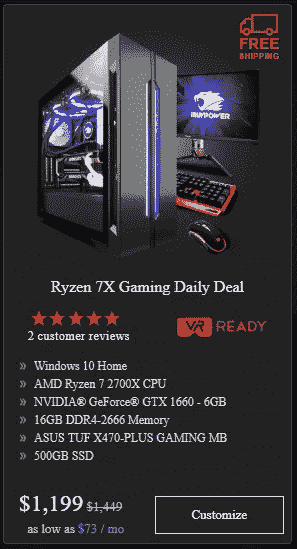 FREE
SHIPPING
iBUYPOWER
Ryzen 7X Gaming Daily Deal
2 customer reviews
VR READY
» Windows 10 Home
» AMD Ryzen 7 2700X CPU
» NVIDIA® GeForce® GTX 1660 - 6GB
» 16GB DDR4-2666 Memory
» ASUS TUF X470-PLUS GAMING MB
» 500GB SSD
$1,199 $1,449
as low as $73 / mo
Customize